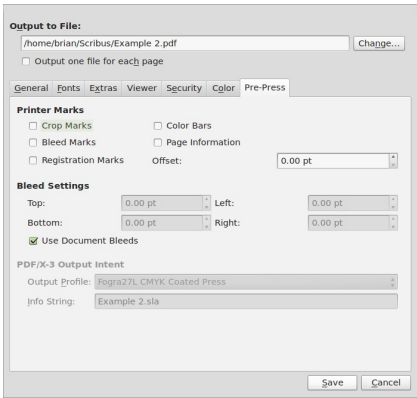 Output to File:
/home/brian/Scribus/Example 2.pdf Change...
Output one file for each page
General Fonts Extras Viewer Security Color Pre-Press
Printer Marks
Crop Marks Color Bars
Bleed Marks Page Information
Registration Marks Offset: 0.00 pt
Bleed Settings
Top: 0.00 pt Left: 0.00 pt
Bottom: 0.00 pt Right: 0.00 pt
Use Document Bleeds
PDF/X-3 Output Intent
Output Profile: Fogra27L CMYK Coated Press
Info String: Example 2.sla
Save Cancel